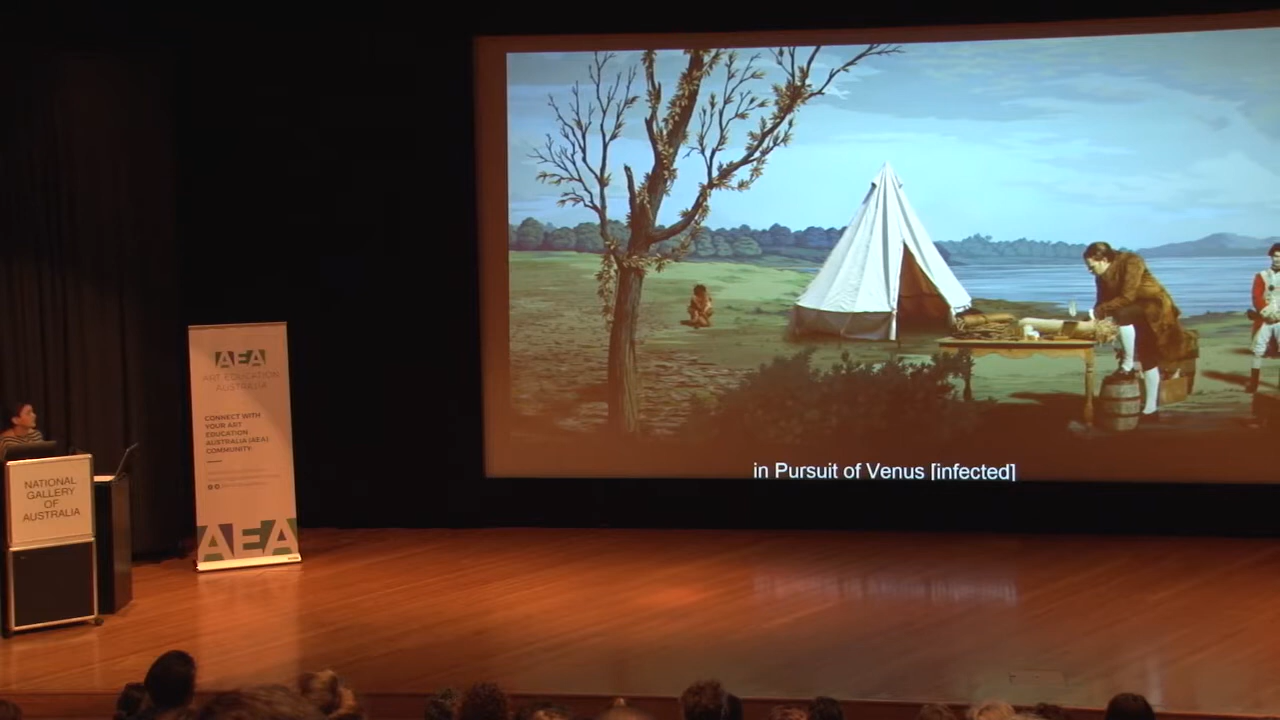 AEA
ART EDUCATION
AUSTRALIA
CONNECT WITH
YOUR ART
EDUCATION
AUSTRALIA (AEA)
COMMUNITY
AEA
NATIONAL
GALLERY
OF
AUSTRALIA
in Pursuit of Venus [infected]